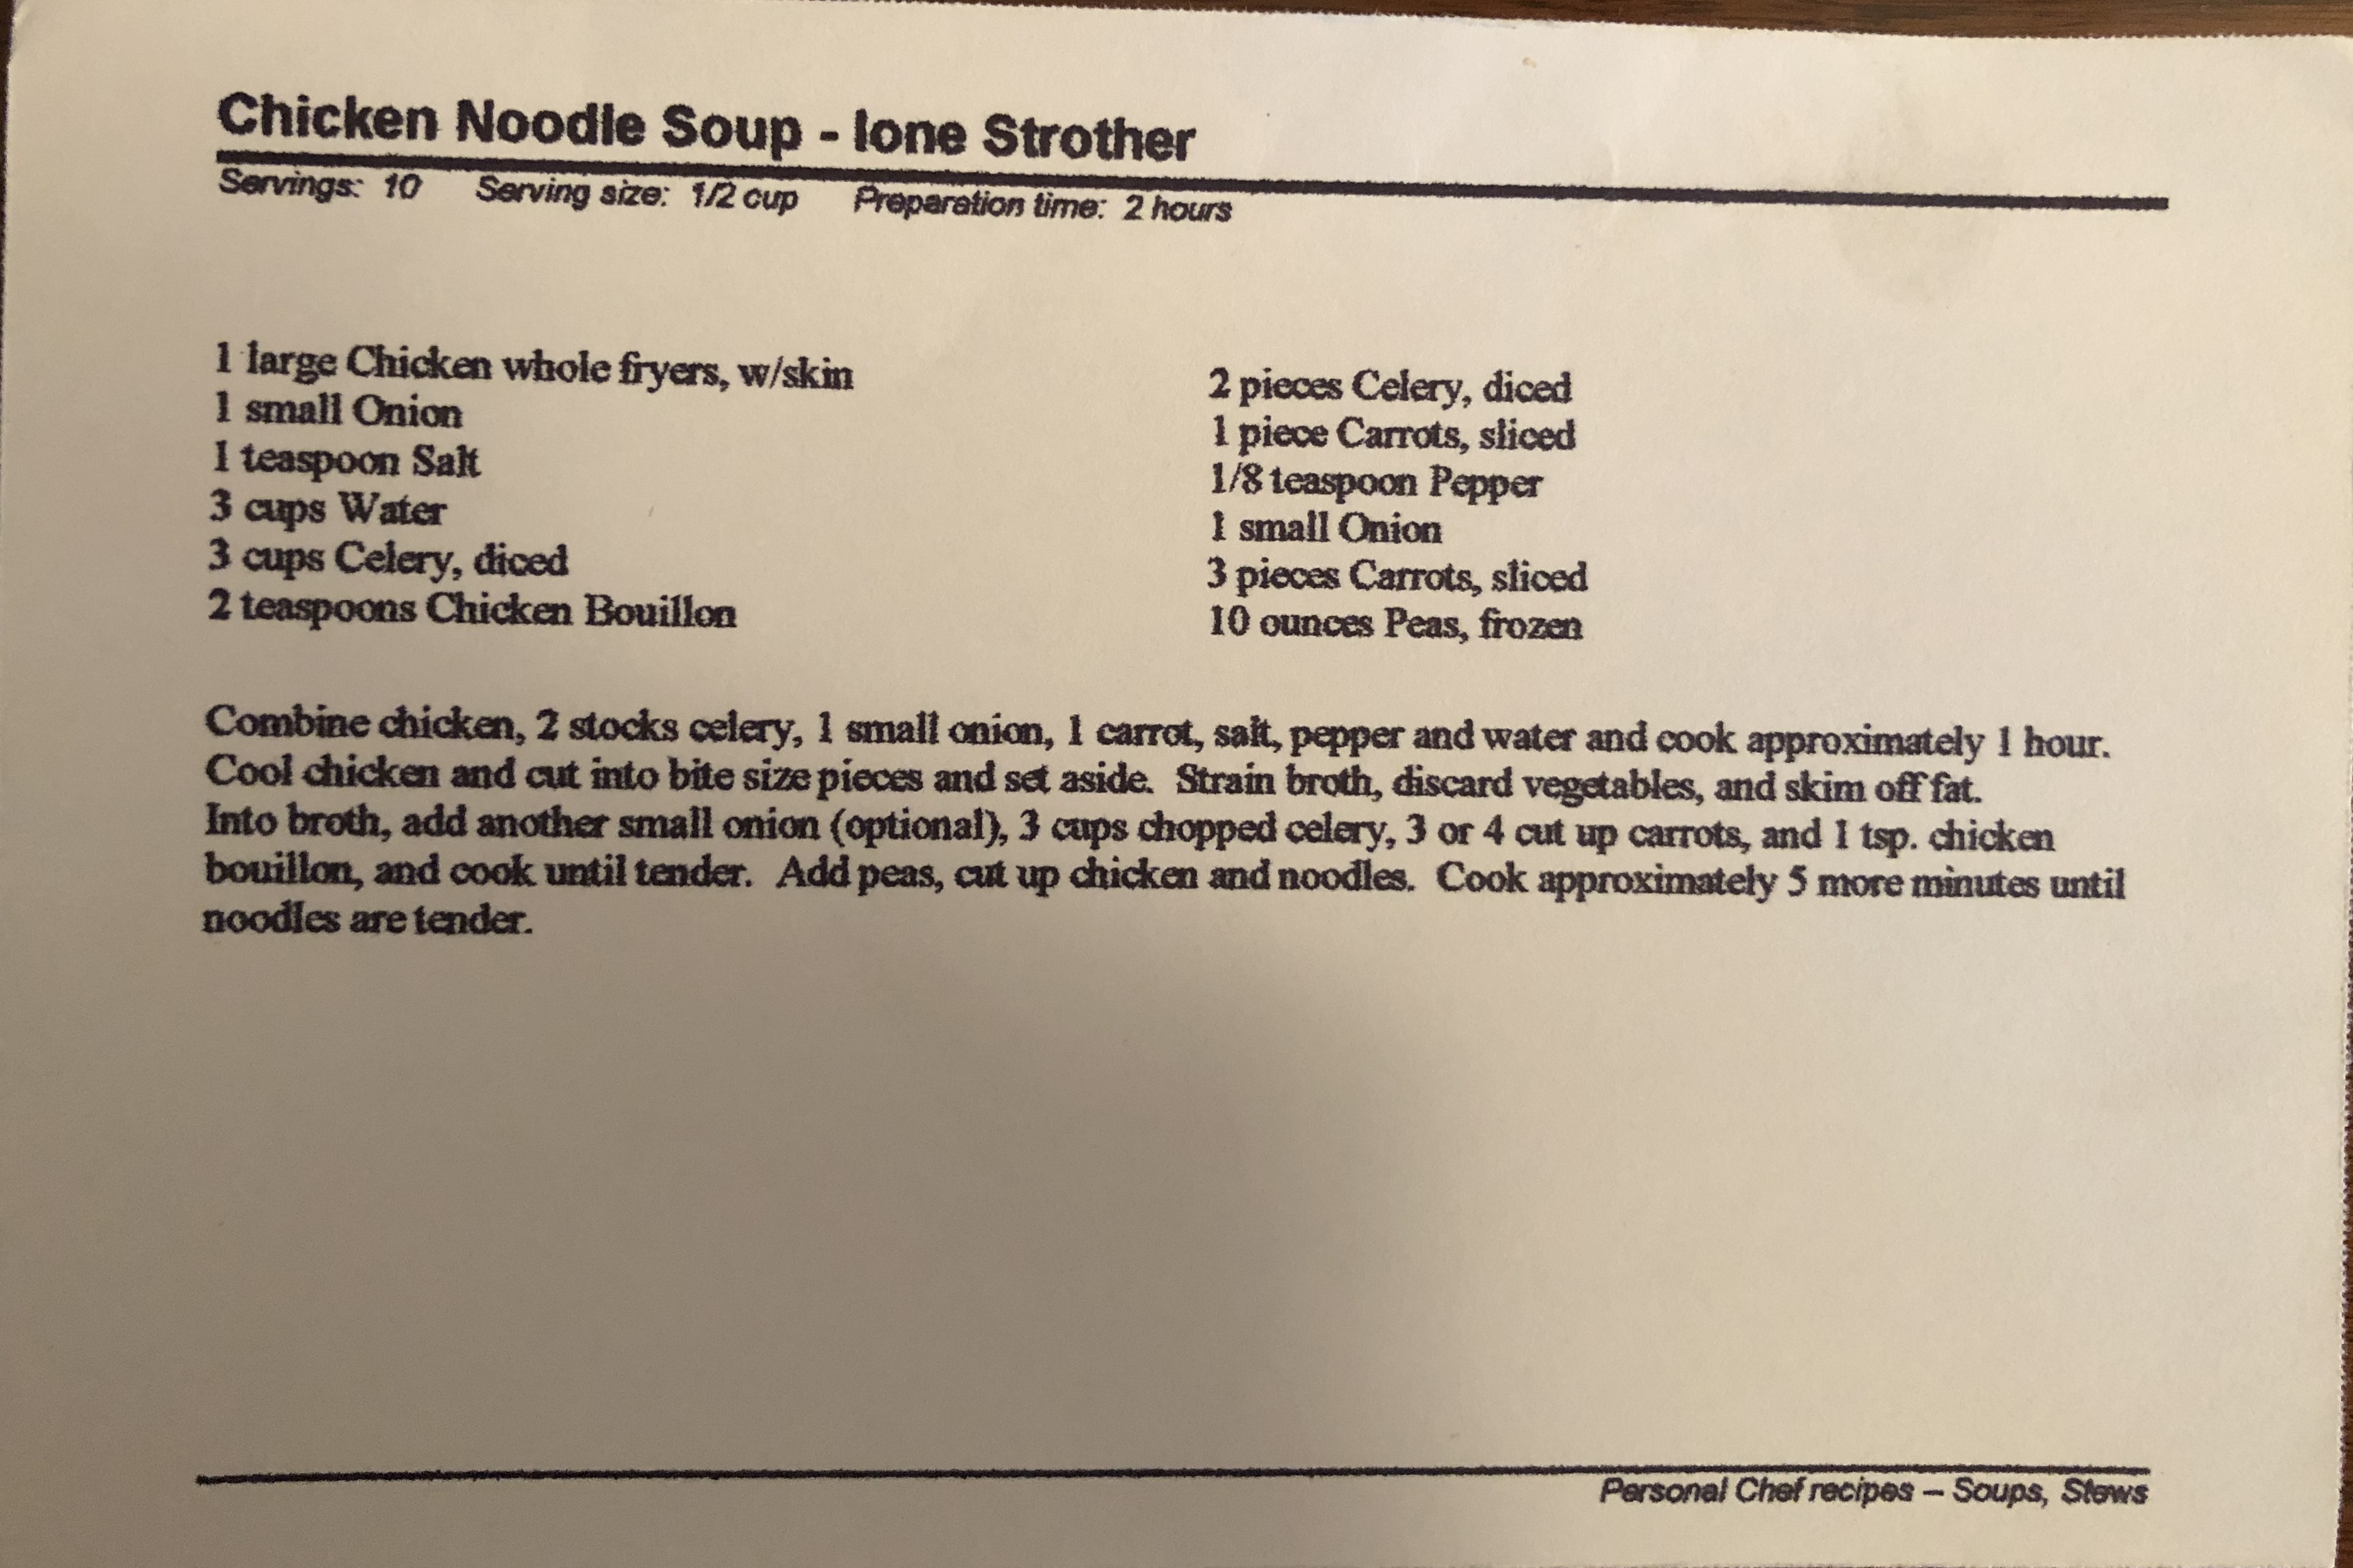 Chicken Noodle Soup - Ione Strother
Servings: 10 Serving size: 1/2 cup Preparation time: 2 hours
1 large Chicken whole fryers, w/skin
1 small Onion
1 teaspoon Salt
3 cups Water
3 cups Celery, diced
2 teaspoons Chicken Bouillon
2 pieces Celery, diced
1 piece Carrots, sliced
1/8 teaspoon Pepper
1 small Onion
3 pieces Carrots, sliced
10 ounces Peas, frozen
Combine chicken, 2 stocks celery, 1 small onion, 1 carrot, salt, pepper and water and cook approximately 1 hour.
Cool chicken and cut into bite size pieces and set aside. Strain broth, discard vegetables, and skim off fat.
Into broth, add another small onion (optional), 3 cups chopped celery, 3 or 4 cut up carrots, and 1 tsp. chicken
bouillon, and cook until tender. Add peas, cut up chicken and noodles. Cook approximately 5 more minutes until
noodles are tender.
Personal Chef recipes – Soups, Stews